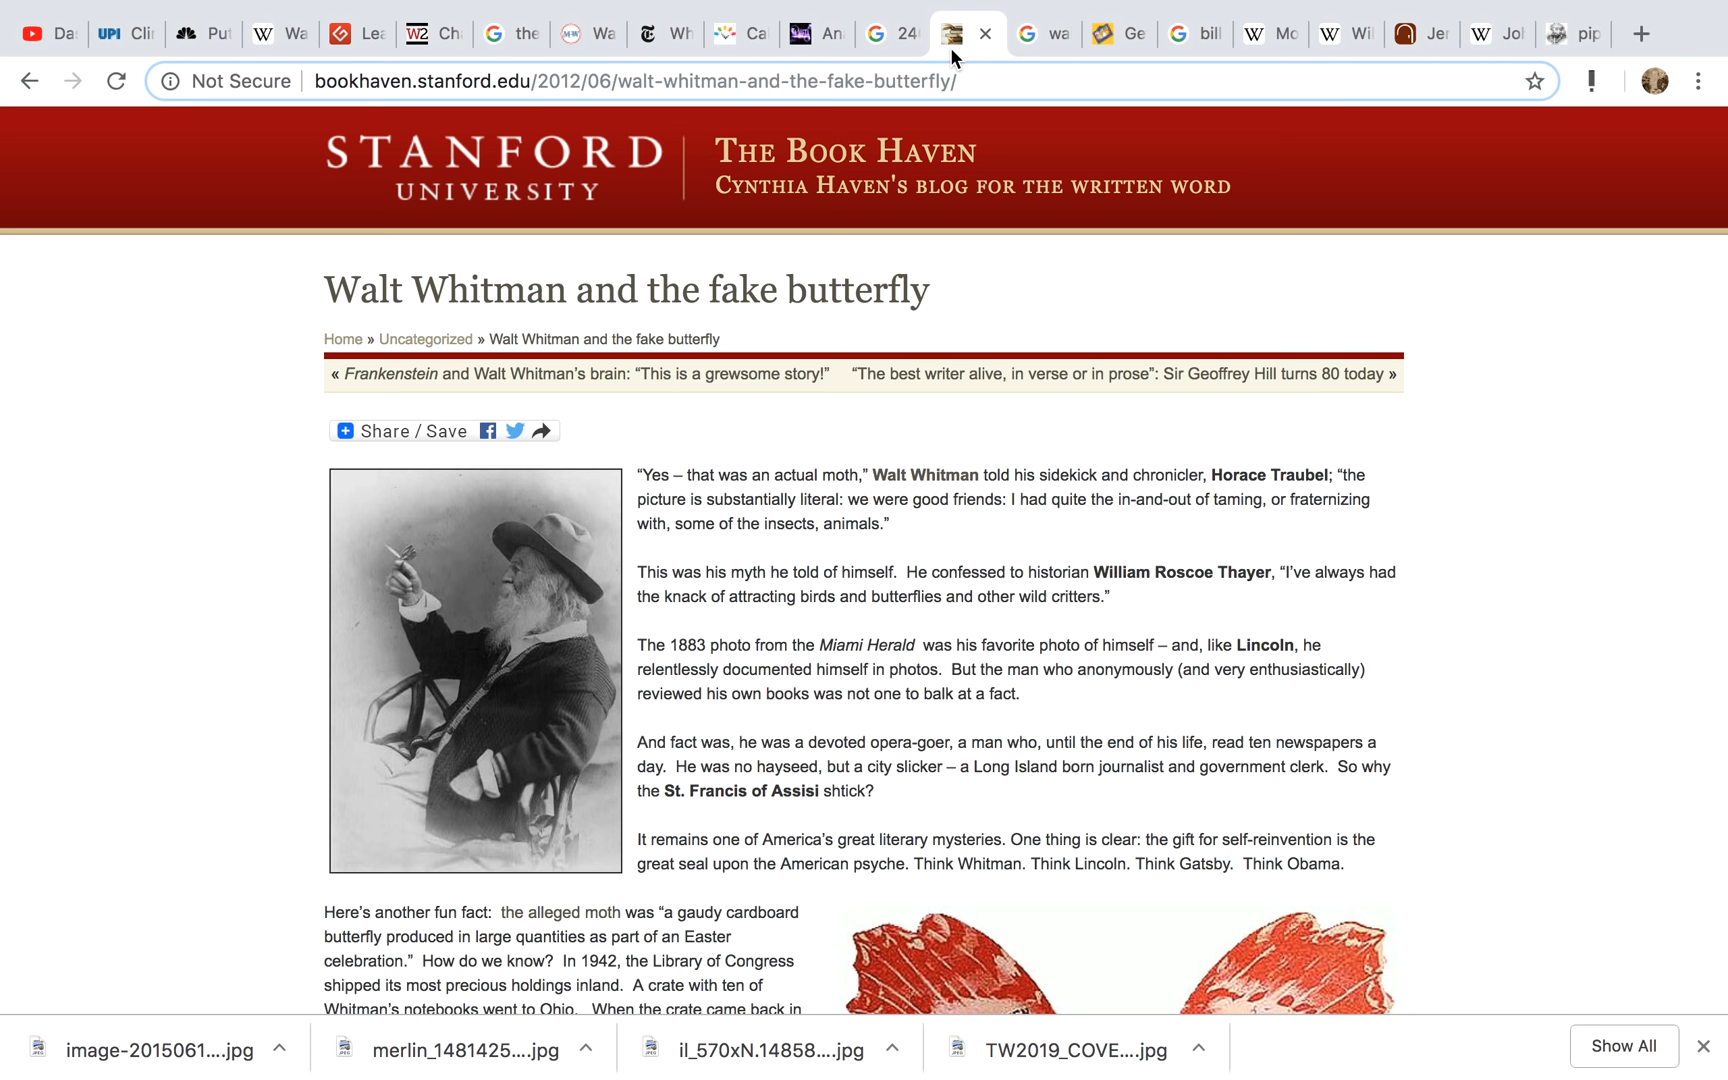 Da
UPI Cli
Put
W Wa
Lea
W2 Ch
G the
M-W Wa
T Wh
Ca
An
G 24
G wa
Ge
G bill
W Mo
W Wi
Jer
W Jol
pip
Not Secure bookhaven.stanford.edu/2012/06/walt-whitman-and-the-fake-butterfly/
STANFORD
UNIVERSITY
THE BOOK HAVEN
CYNTHIA HAVEN'S BLOG FOR THE WRITTEN WORD
Walt Whitman and the fake butterfly
Home » Uncategorized » Walt Whitman and the fake butterfly
« Frankenstein and Walt Whitman’s brain: “This is a grewsome story!” “The best writer alive, in verse or in prose”: Sir Geoffrey Hill turns 80 today »
Share / Save
“Yes – that was an actual moth,” Walt Whitman told his sidekick and chronicler, Horace Traubel; “the
picture is substantially literal: we were good friends: I had quite the in-and-out of taming, or fraternizing
with, some of the insects, animals.”
This was his myth he told of himself. He confessed to historian William Roscoe Thayer, “I’ve always had
the knack of attracting birds and butterflies and other wild critters.”
The 1883 photo from the Miami Herald was his favorite photo of himself – and, like Lincoln, he
relentlessly documented himself in photos. But the man who anonymously (and very enthusiastically)
reviewed his own books was not one to balk at a fact.
And fact was, he was a devoted opera-goer, a man who, until the end of his life, read ten newspapers a
day. He was no hayseed, but a city slicker – a Long Island born journalist and government clerk. So why
the St. Francis of Assisi shtick?
It remains one of America’s great literary mysteries. One thing is clear: the gift for self-reinvention is the
great seal upon the American psyche. Think Whitman. Think Lincoln. Think Gatsby. Think Obama.
Here’s another fun fact: the alleged moth was “a gaudy cardboard
butterfly produced in large quantities as part of an Easter
celebration.” How do we know? In 1942, the Library of Congress
shipped its most precious holdings inland. A crate with ten of
Whitman’s notebooks went to Ohio. When the crate came back in
image-2015061....jpg
merlin_1481425....jpg
il_570xN.14858....jpg
TW2019_COVE....jpg
Show All